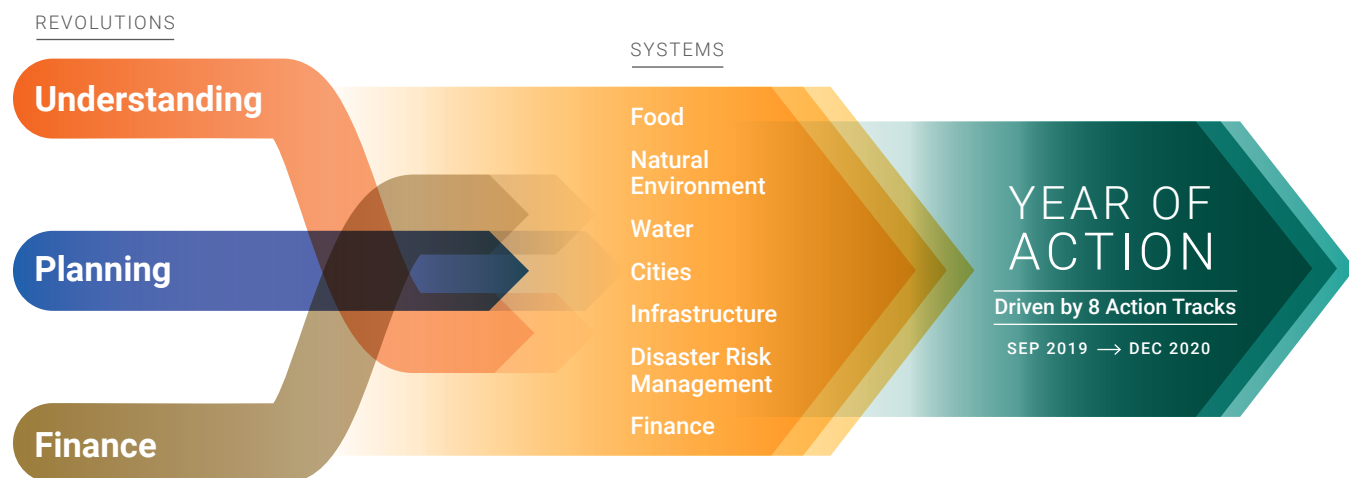 REVOLUTIONS
Understanding
Planning
Finance
SYSTEMS
Food
Natural
Environment
Water
Cities
Infrastructure
Disaster Risk
Management
Finance
YEAR OF
ACTION
Driven by 8 Action Tracks
SEP 2019 → DEC 2020